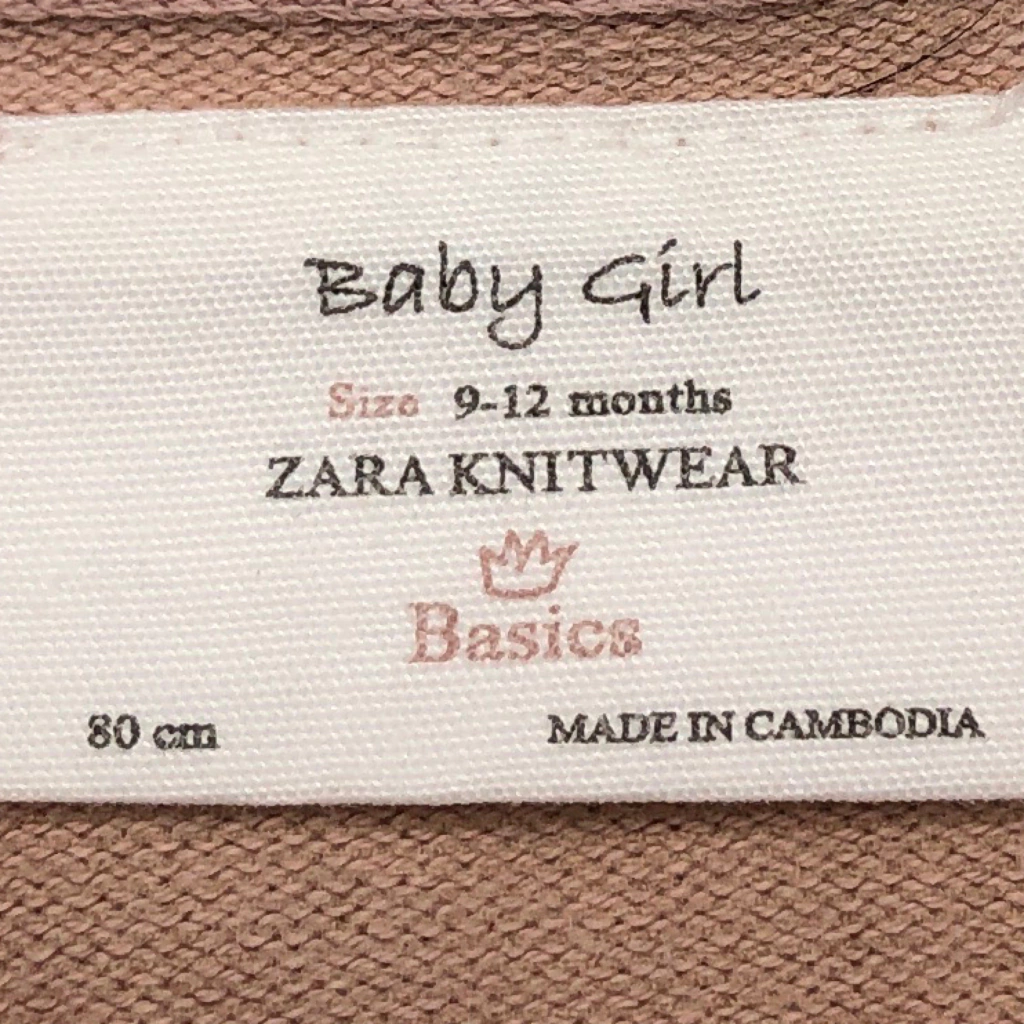 Baby Girl
Size 9-12 months
ZARA KNITWEAR
Basics
80 cm MADE IN CAMBODIA